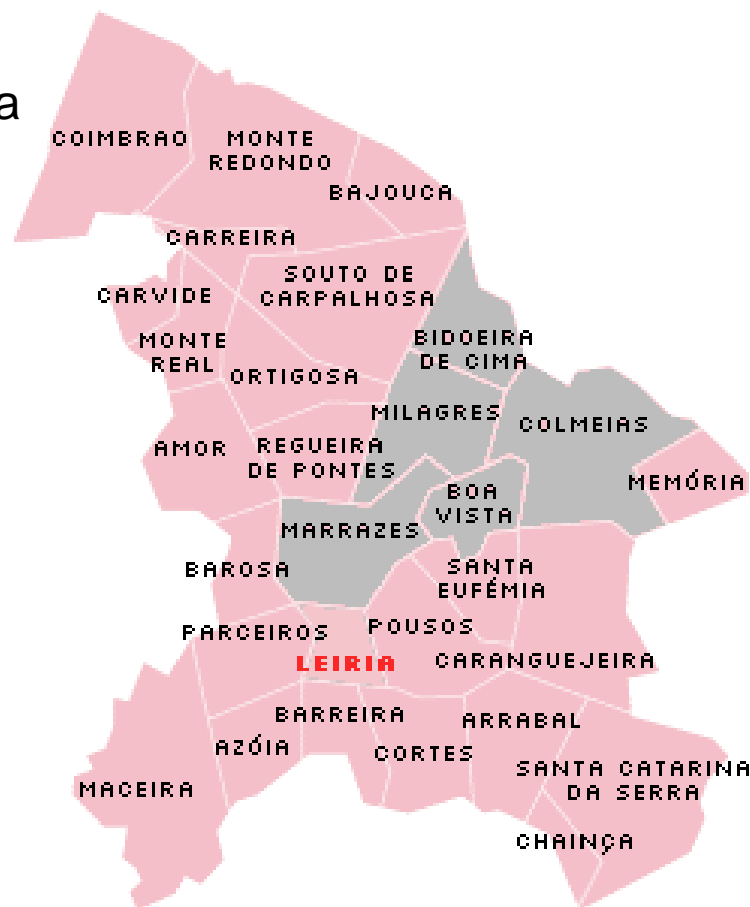 a
COIMBRAO
MONTE
REDONDO
BAJOUCA
CARREIRA
SOUTO DE
CARPALHOSA
CARVIDE
MONTE
REAL
BIDOEIRA
DE CIMA
ORTIGOSA
MILAGRES
COLMEIAS
AMOR
REGUEIRA
DE PONTES
MEMÓRIA
BOA
VISTA
MARRAZES
BAROSA
SANTA
EUFÉMIA
PARCEIROS
POUSOS
LEIRIA
CARANGUEJEIRA
BARREIRA
ARRABAL
AZÓIA
CORTES
SANTA CATARINA
DA SERRA
MACEIRA
CHAINÇA